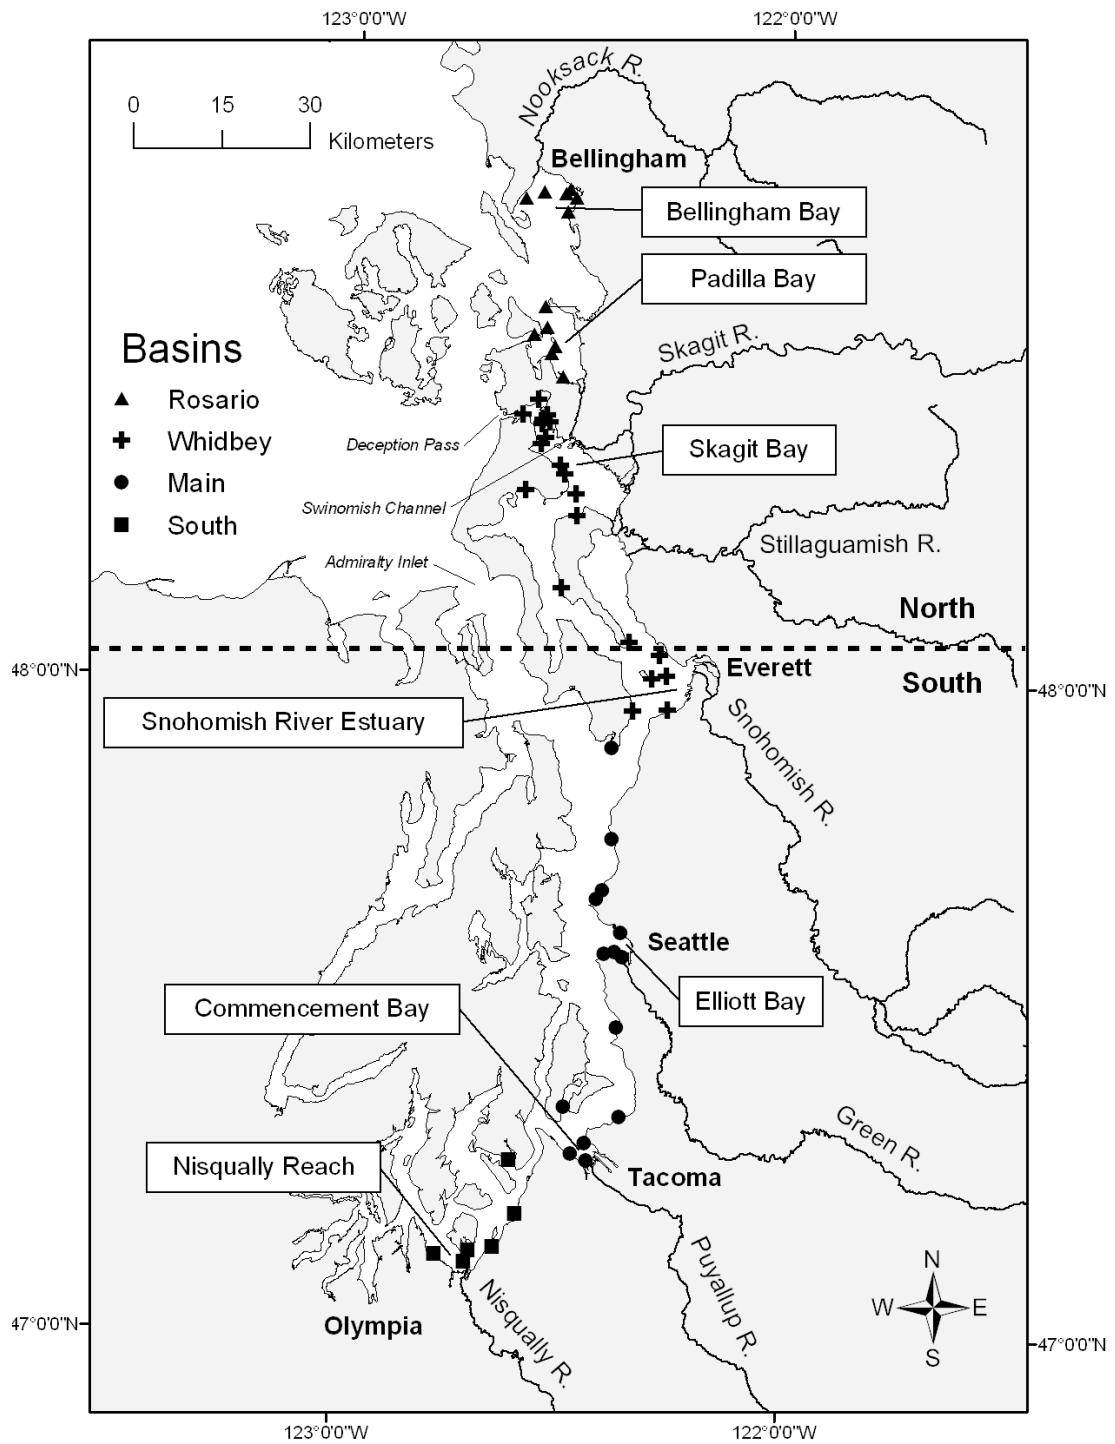 123°0'0"W
122°0'0"W
0 15 30
Kilometers
Nooksack R.
Bellingham
Bellingham Bay
Padilla Bay
Basins
Rosario
Whidbey
Main
South
Skagit R.
Deception Pass
Skagit Bay
Swinomish Channel
Stillaguamish R.
Admiralty Inlet
North
48°0'0"N
Everett
South
48°0'0"N
Snohomish River Estuary
Snohomish R.
Seattle
Elliott Bay
Commencement Bay
Green R.
Nisqually Reach
Tacoma
Puyallup R.
Nisqually R.
Olympia
N
W E
S
47°0'0"N
47°0'0"N
123°0'0"W
122°0'0"W